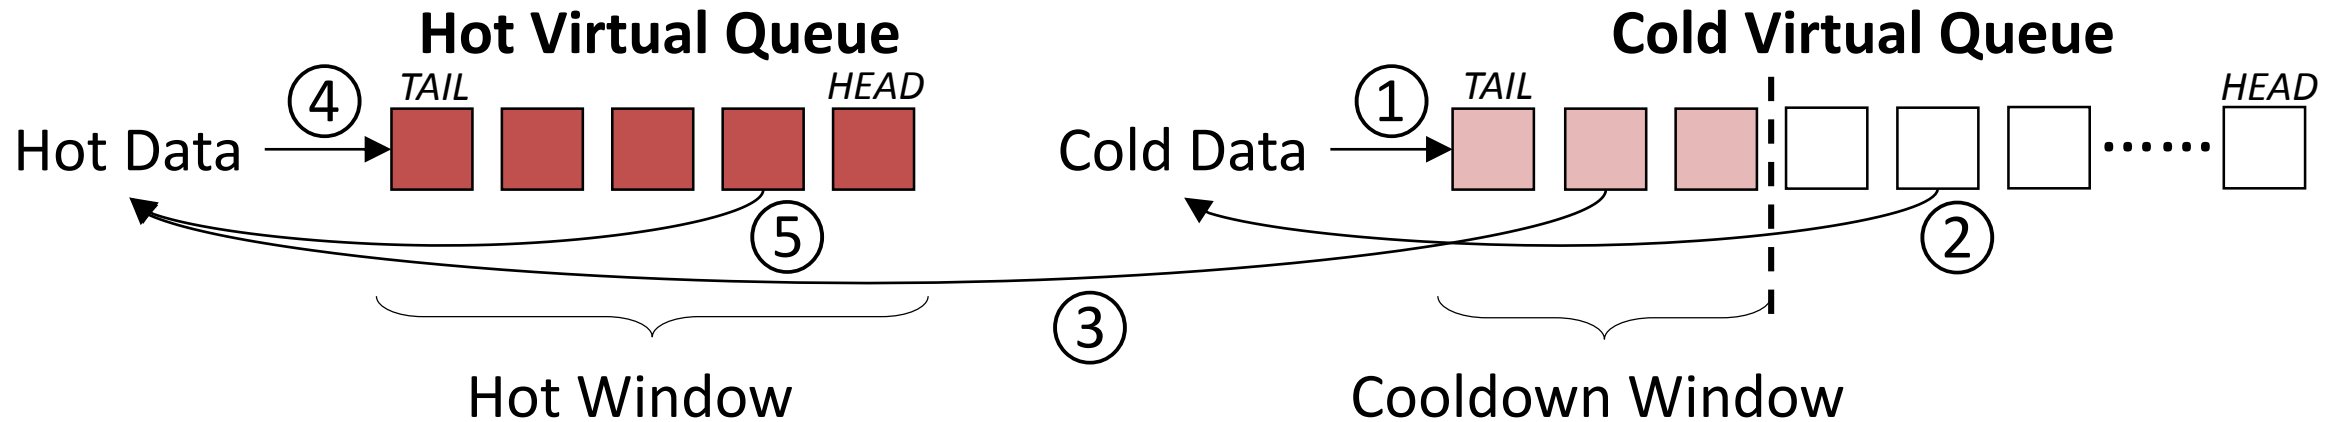 Hot Virtual Queue
Cold Virtual Queue
4
TAIL
HEAD
1
TAIL
HEAD
Hot Data
Cold Data
5
2
3
Hot Window
Cooldown Window